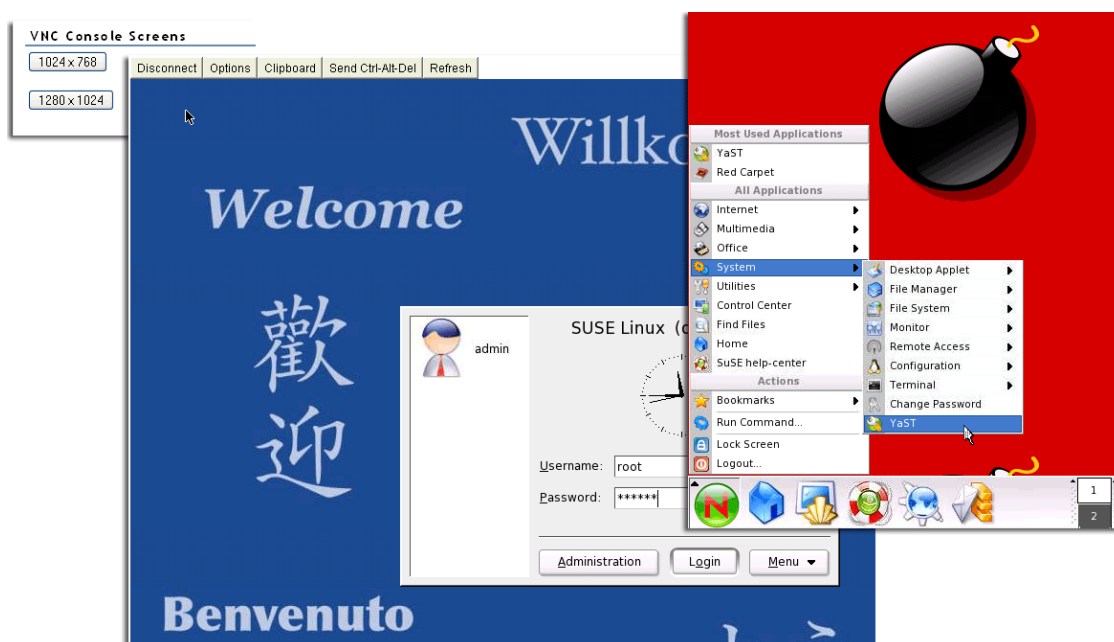 VNC Console Screens
1024 x 768
1280 x 1024
Disconnect Options Clipboard Send Ctrl-Alt-Del Refresh
Willko
Welcome
歡
迎
Benvenuto
SUSE Linux (
admin
Username: root
Password: ******
Administration Login Menu
Most Used Applications
YaST
Red Carpet
All Applications
Internet
Multimedia
Office
System
Utilities
Control Center
Find Files
Home
SuSE help-center
Actions
Bookmarks
Run Command...
Lock Screen
Logout...
Desktop Applet
File Manager
File System
Monitor
Remote Access
Configuration
Terminal
Change Password
YaST
N
1
2